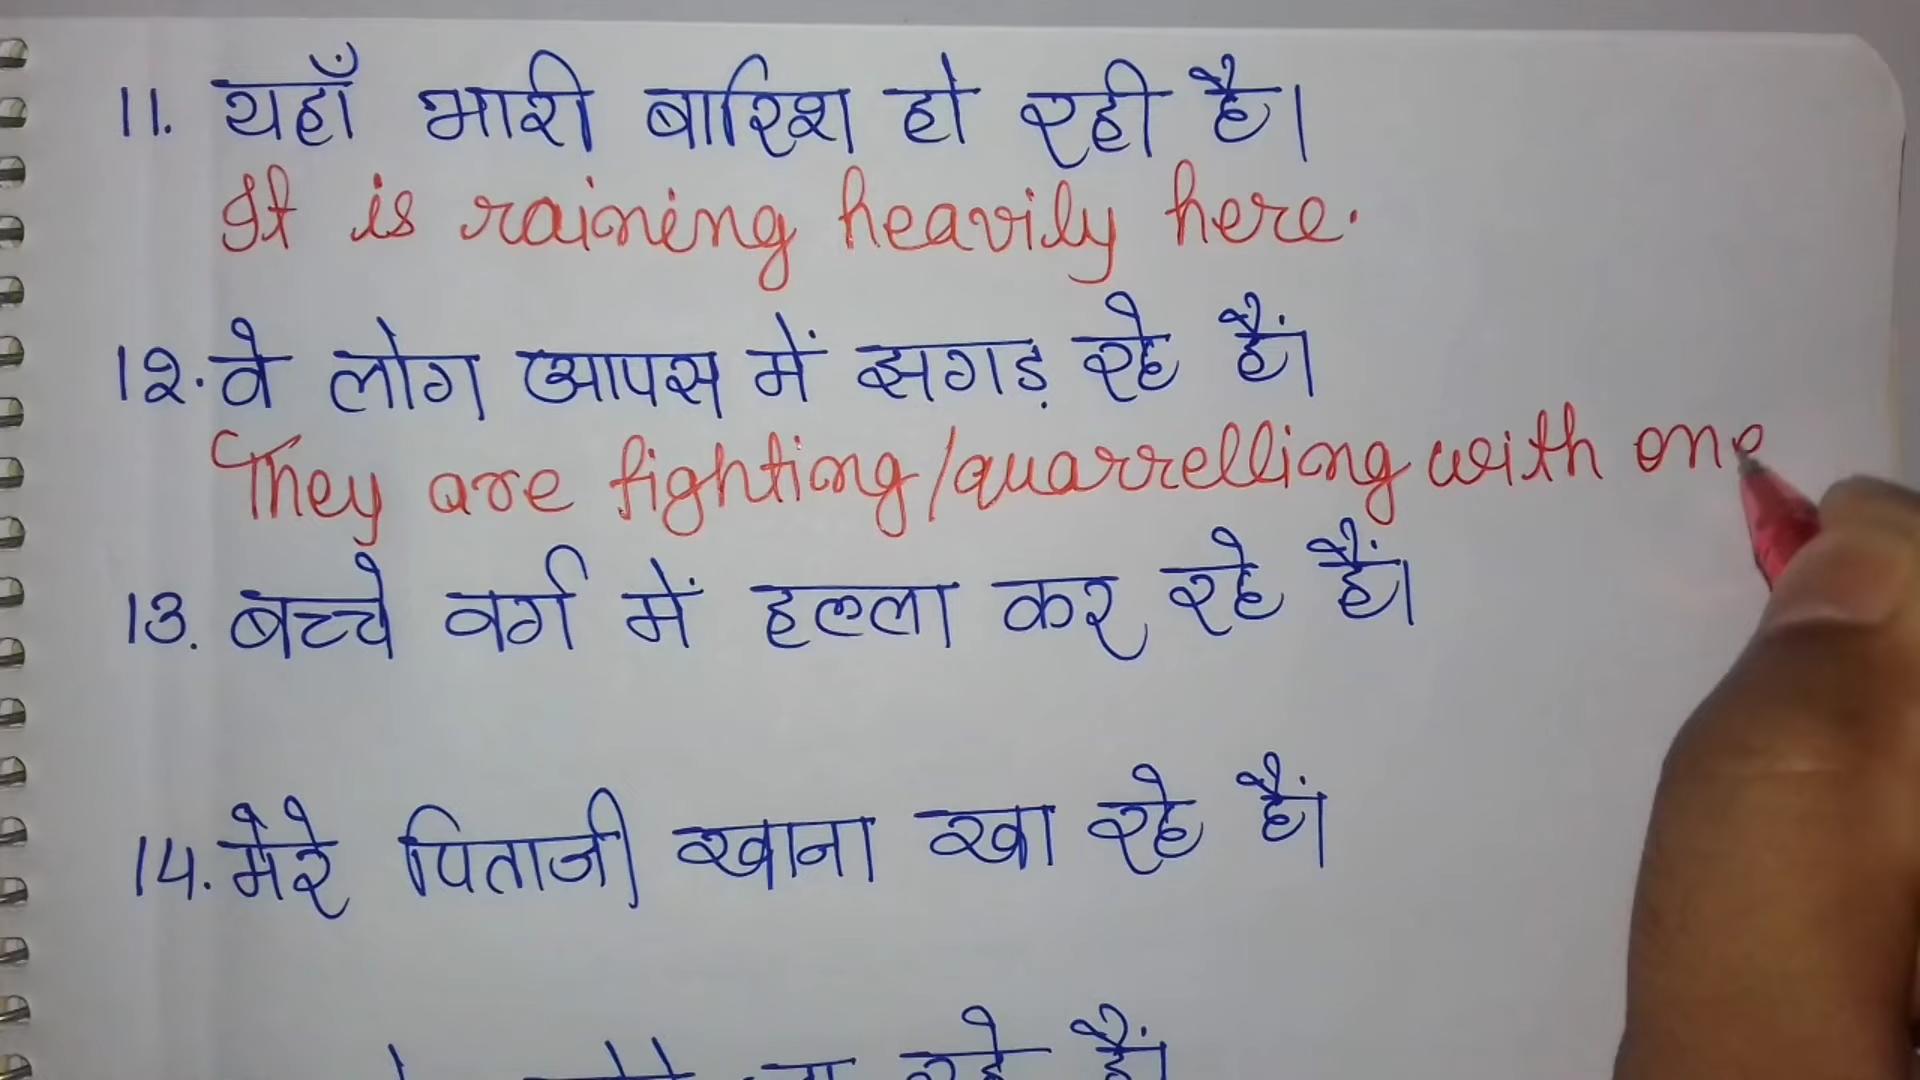 11. यहाँ भारी बारिश हो रही है।
It is raining heavily here.
12. वे लोग आपस में झगड़ रहे हैं।
They are fighting/quarrelling with one
13. बच्चे वर्ग में हल्ला कर रहे हैं।
14. मेरे पिताजी खाना खा रहे हैं।
रहे हैं।